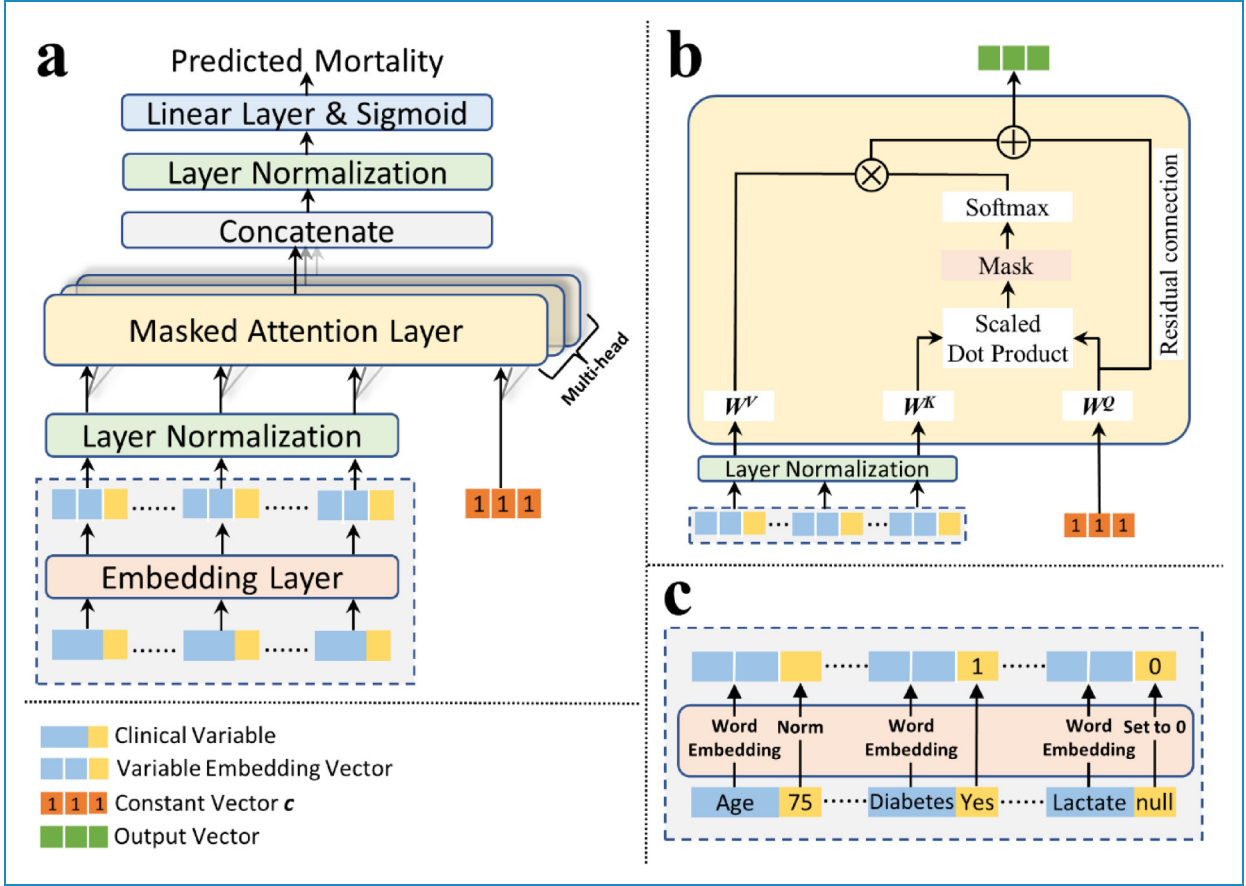 a
Predicted Mortality
Linear Layer & Sigmoid
Layer Normalization
Concatenate
Masked Attention Layer
Multi-head
Layer Normalization
1 1 1
Embedding Layer
Clinical Variable
Variable Embedding Vector
1 1 1 Constant Vector c
Output Vector
b
Residual connection
Softmax
Mask
Scaled
Dot Product
W^V W^K W^Q
Layer Normalization
1 1 1
c
1 0
Word Embedding Norm Word Embedding Word Embedding Set to 0
Age 75 Diabetes Yes Lactate null